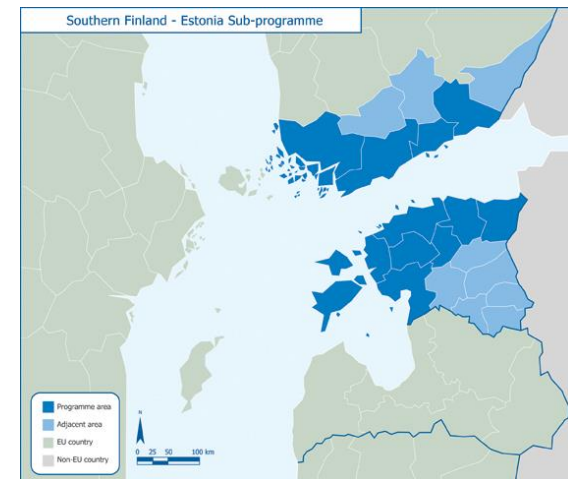 Southern Finland - Estonia Sub-programme
Programme area
Adjacent area
EU country
Non-EU country
N
0 25 50 100 km